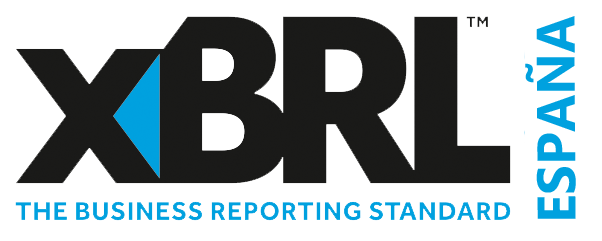 xBRL™
THE BUSINESS REPORTING STANDARD
ESPAÑA